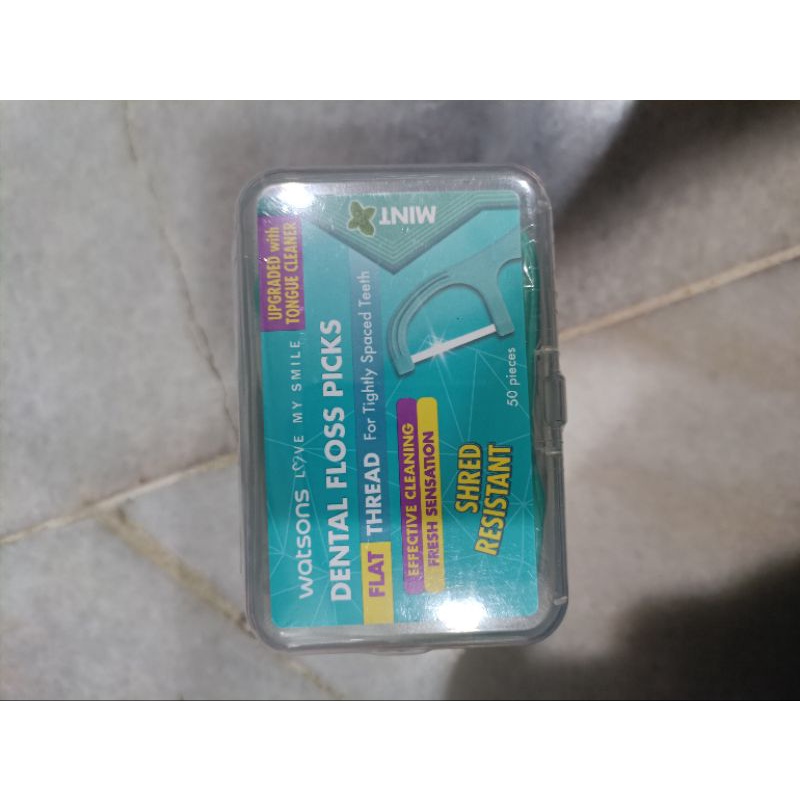 UPGRADED with
TONGUE CLEANER
MINT
watsons LOVE MY SMILE
DENTAL FLOSS PICKS
FLAT THREAD For Tightly Spaced Teeth
EFFECTIVE CLEANING
FRESH SENSATION
SHRED
RESISTANT
50 pieces